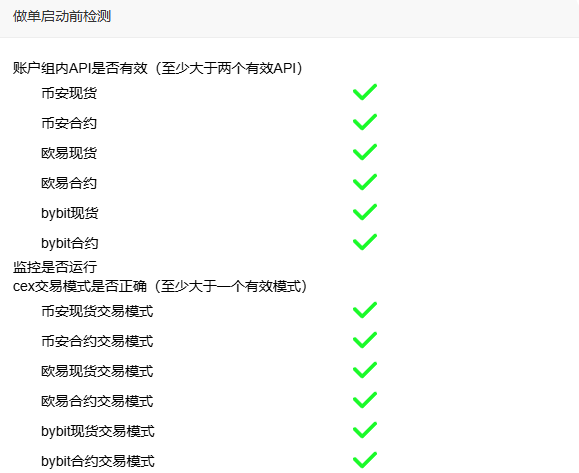 做单启动前检测
账户组内API是否有效（至少大于两个有效API）
币安现货
币安合约
欧易现货
欧易合约
bybit现货
bybit合约
监控是否运行
cex交易模式是否正确（至少大于一个有效模式）
币安现货交易模式
币安合约交易模式
欧易现货交易模式
欧易合约交易模式
bybit现货交易模式
bybit合约交易模式